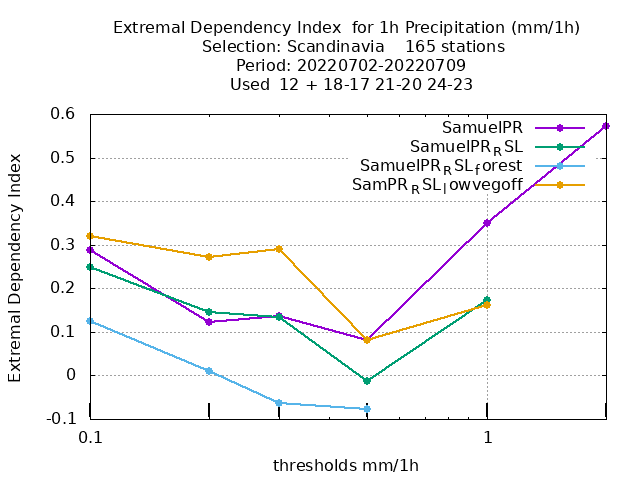 Extremal Dependency Index  for 1h Precipitation (mm/1h)
Selection: Scandinavia    165 stations
Period: 20220702-20220709
Used  12 + 18-17 21-20 24-23
SamuelPR
SamuelPR_RSL
SamuelPR_RSL_forest
SamPR_RSL_lowvegoff
Extremal Dependency Index
0.6
0.5
0.4
0.3
0.2
0.1
0
-0.1
0.1
1
thresholds mm/1h